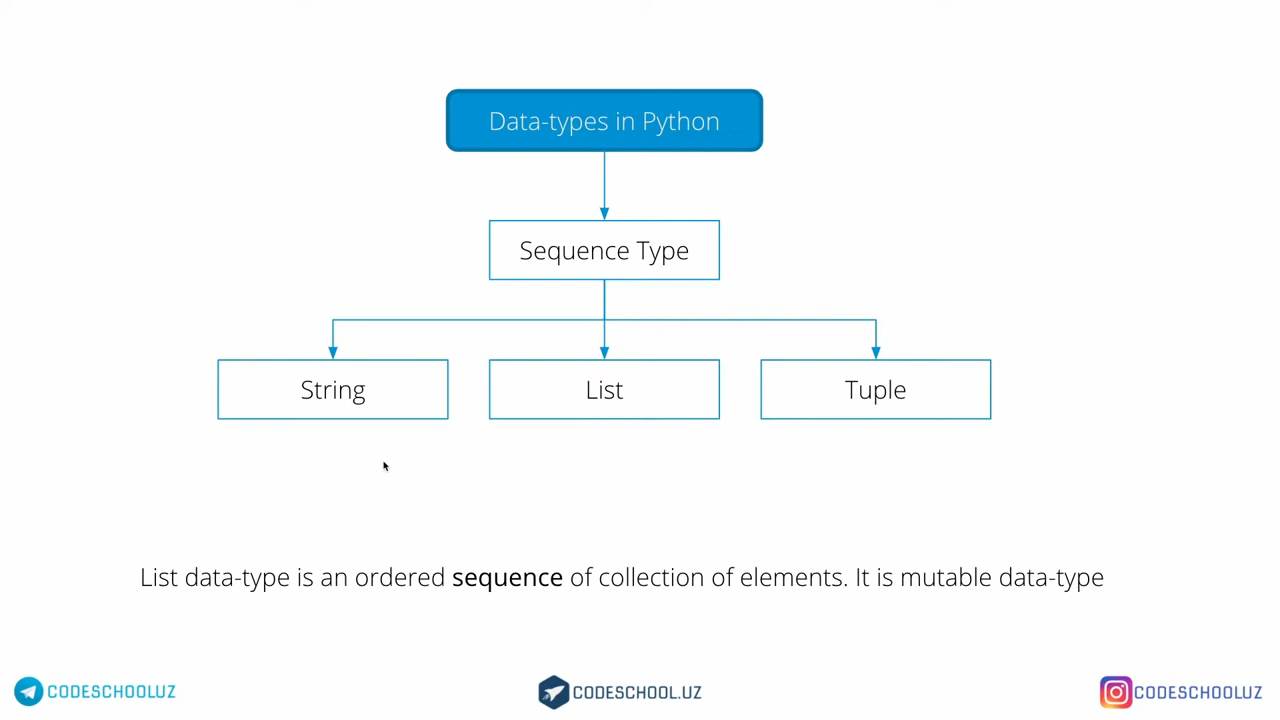 Data-types in Python
Sequence Type
String
List
Tuple
List data-type is an ordered sequence of collection of elements. It is mutable data-type
CODESCHOOLUZ
CODESCHOOL.UZ
CODESCHOOLUZ